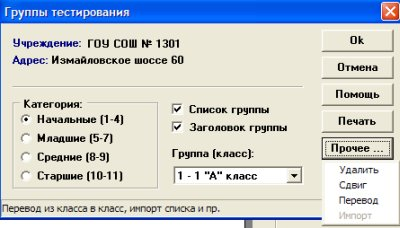 Группы тестирования
Учреждение: ГОУ СОШ № 1301
Адрес: Измайловское шоссе 60
Категория:
Начальные (1-4)
Младшие (5-7)
Средние (8-9)
Старшие (10-11)
Список группы
Заголовок группы
Группа (класс):
1 - 1 "А" класс
Ok
Отмена
Помощь
Печать
Прочее ...
Удалить
Сдвиг
Перевод
Импорт
Перевод из класса в класс, импорт списка и пр.